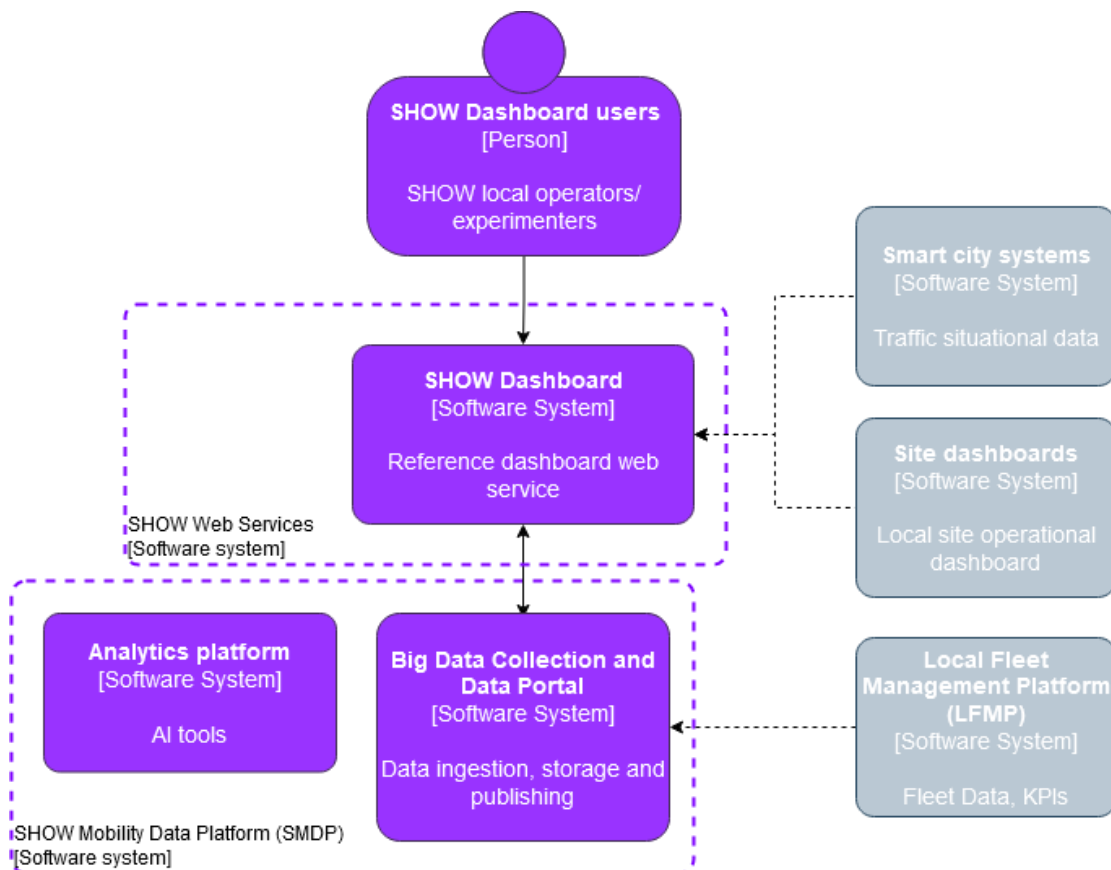 SHOW Dashboard users
[Person]
SHOW local operators/
experimenters
Smart city systems
[Software System]
Traffic situational data
SHOW Dashboard
[Software System]
Reference dashboard web
service
SHOW Web Services
[Software system]
Site dashboards
[Software System]
Local site operational
dashboard
Analytics platform
[Software System]
AI tools
Big Data Collection and
Data Portal
[Software System]
Data ingestion, storage and
publishing
Local Fleet
Management Platform
(LFMP)
[Software System]
Fleet Data, KPIs
SHOW Mobility Data Platform (SMDP)
[Software system]